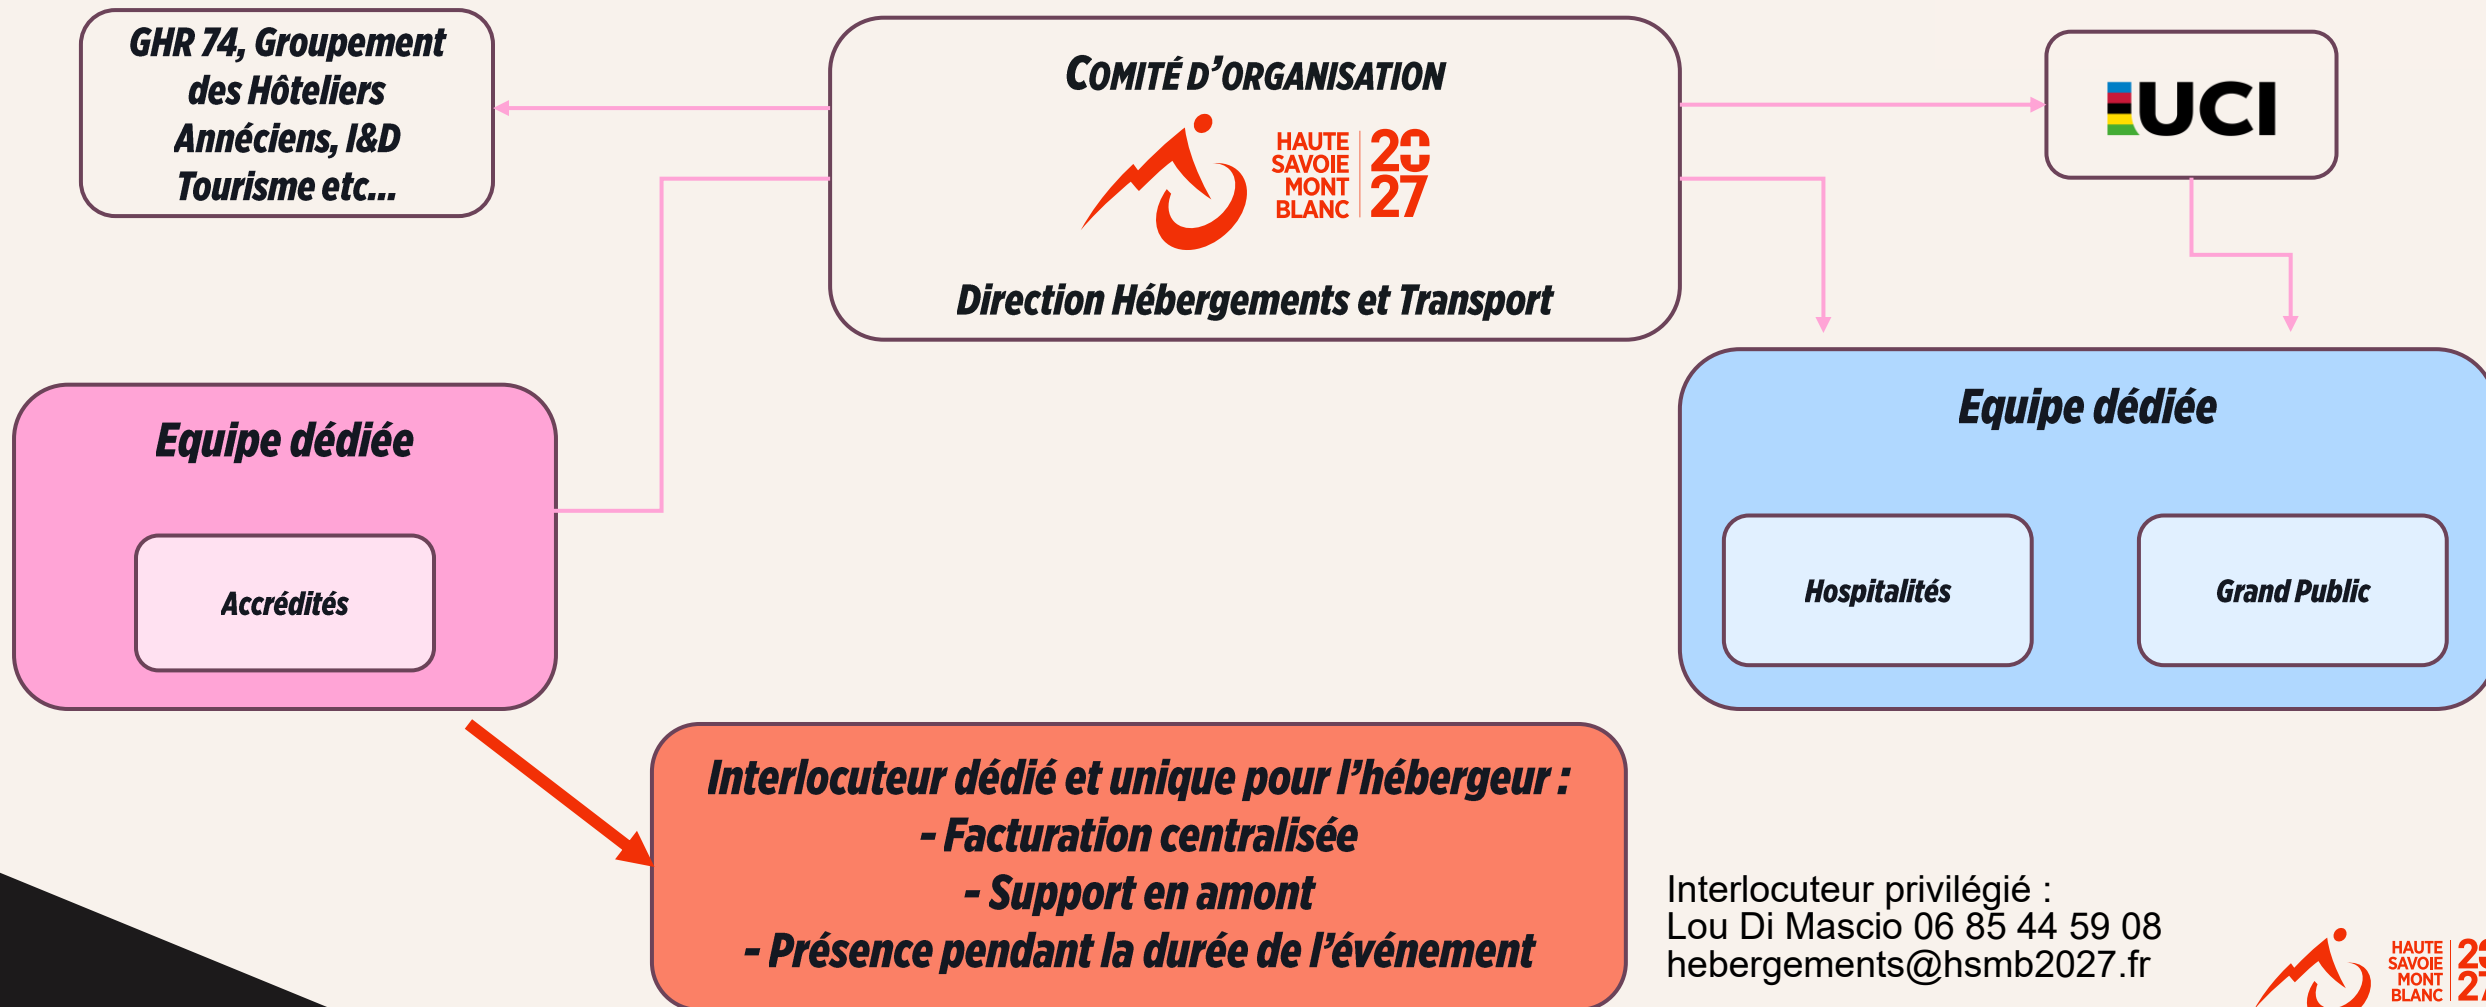 GHR 74, Groupement
des Hôteliers
Annéciens, I&D
Tourisme etc...
COMITÉ D'ORGANISATION
HAUTE
SAVOIE
MONT
BLANC
20
27
Direction Hébergements et Transport
UCI
Equipe dédiée
Accrédités
Equipe dédiée
Hospitalités
Grand Public
Interlocuteur dédié et unique pour l'hébergeur :
- Facturation centralisée
- Support en amont
- Présence pendant la durée de l'événement
Interlocuteur privilégié :
Lou Di Mascio 06 85 44 59 08
hebergements@hsmb2027.fr
HAUTE
SAVOIE
MONT
BLANC
20
27